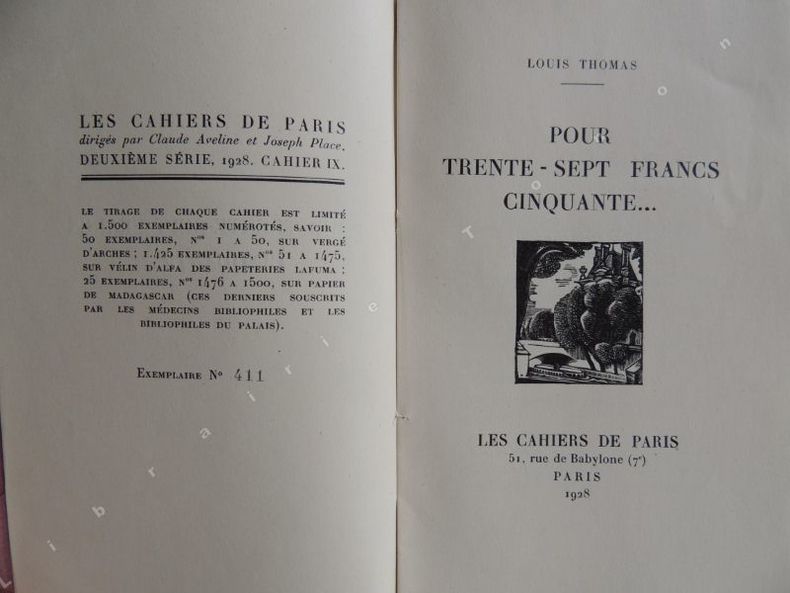 LES CAHIERS DE PARIS
dirigés par Claude Aveline et Joseph Place.
DEUXIÈME SÉRIE, 1928. CAHIER IX.
LE TIRAGE DE CHAQUE CAHIER EST LIMITÉ
A 1.500 EXEMPLAIRES NUMÉROTÉS, SAVOIR :
50 EXEMPLAIRES, Nos 1 A 50, SUR VERGÉ
D'ARCHES ; 1.425 EXEMPLAIRES, Nos 51 A 1475,
SUR VÉLIN D'ALFA DES PAPETERIES LAFUMA ;
25 EXEMPLAIRES, Nos 1476 A 1500, SUR PAPIER
DE MADAGASCAR (CES DERNIERS SOUSCRITS
PAR LES MÉDECINS BIBLIOPHILES ET LES
BIBLIOPHILES DU PALAIS).
EXEMPLAIRE No 411
LOUIS THOMAS
POUR
TRENTE-SEPT FRANCS
CINQUANTE...
LES CAHIERS DE PARIS
51, rue de Babylone (7e)
PARIS
1928
Librairie Tonton